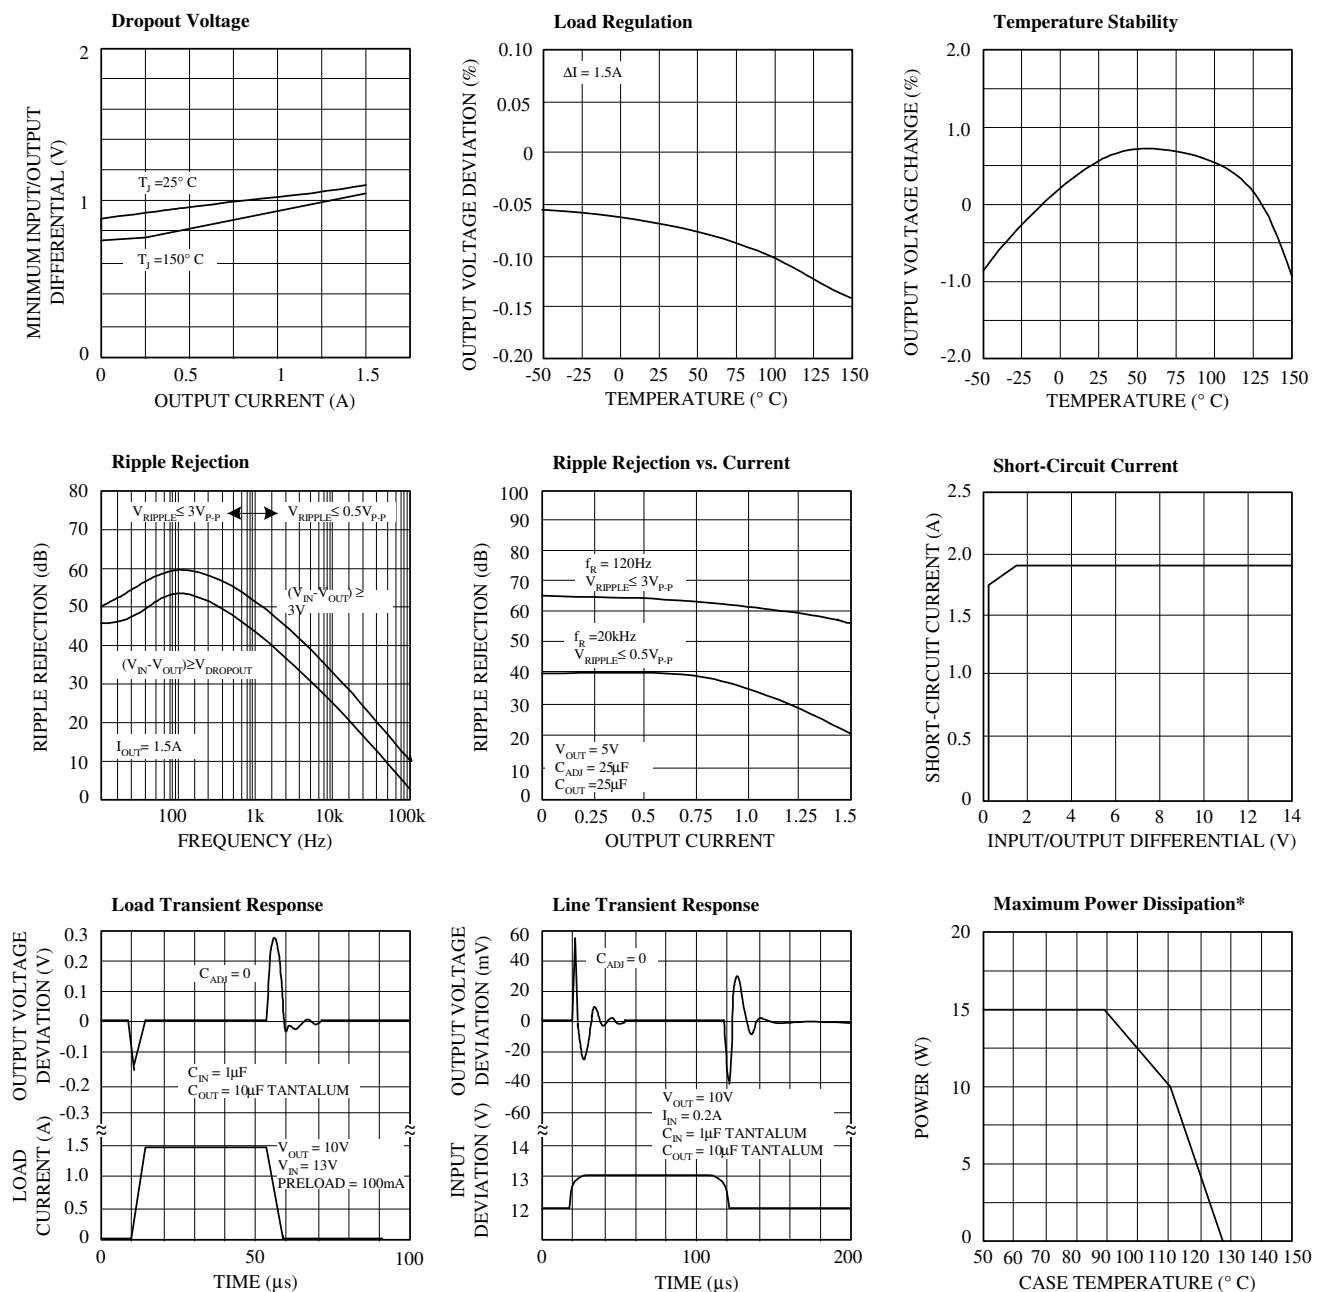 Dropout Voltage
2
1
0
MINIMUM INPUT/OUTPUT
DIFFERENTIAL (V)
TJ =25° C
TJ =150° C
0 0.5 1 1.5
OUTPUT CURRENT (A)
Load Regulation
0.10
0.05
0
-0.05
-0.10
-0.15
-0.20
OUTPUT VOLTAGE DEVIATION (%)
ΔI = 1.5A
-50 -25 0 25 50 75 100 125 150
TEMPERATURE (° C)
Temperature Stability
2.0
1.0
0
-1.0
-2.0
OUTPUT VOLTAGE CHANGE (%)
-50 -25 0 25 50 75 100 125 150
TEMPERATURE (° C)
Ripple Rejection
80
70
60
50
40
30
20
10
0
RIPPLE REJECTION (dB)
VRIPPLE≤ 3VP-P
VRIPPLE≤ 0.5VP-P
(VIN-VOUT) ≥
3V
(VIN-VOUT)≥VDROPOUT
IOUT= 1.5A
100 1k 10k 100k
FREQUENCY (Hz)
Ripple Rejection vs. Current
100
90
80
70
60
50
40
30
20
10
0
RIPPLE REJECTION (dB)
fR = 120Hz
VRIPPLE≤ 3VP-P
fR =20kHz
VRIPPLE≤ 0.5VP-P
VOUT = 5V
CADJ = 25μF
COUT =25μF
0 0.25 0.5 0.75 1.0 1.25 1.5
OUTPUT CURRENT
Short-Circuit Current
2.5
2.0
1.5
1.0
0.5
0
SHORT-CIRCUIT CURRENT (A)
0 2 4 6 8 10 12 14
INPUT/OUTPUT DIFFERENTIAL (V)
Load Transient Response
0.3
0.2
0.1
0
-0.1
-0.2
-0.3
OUTPUT VOLTAGE
DEVIATION (V)
CADJ = 0
CIN = 1μF
COUT = 10μF TANTALUM
≈ ≈
1.5
1.0
0.5
0
LOAD
CURRENT (A)
VOUT = 10V
VIN = 13V
PRELOAD = 100mA
0 50 100
TIME (μs)
Line Transient Response
60
40
20
0
-20
-40
-60
OUTPUT VOLTAGE
DEVIATION (mV)
CADJ = 0
VOUT = 10V
IIN = 0.2A
CIN = 1μF TANTALUM
COUT = 10μF TANTALUM
≈ ≈
14
13
12
INPUT
DEVIATION (V)
0 100 200
TIME (μs)
Maximum Power Dissipation*
20
15
10
5
0
POWER (W)
50 60 70 80 90 100 110 120 130 140 150
CASE TEMPERATURE (° C)